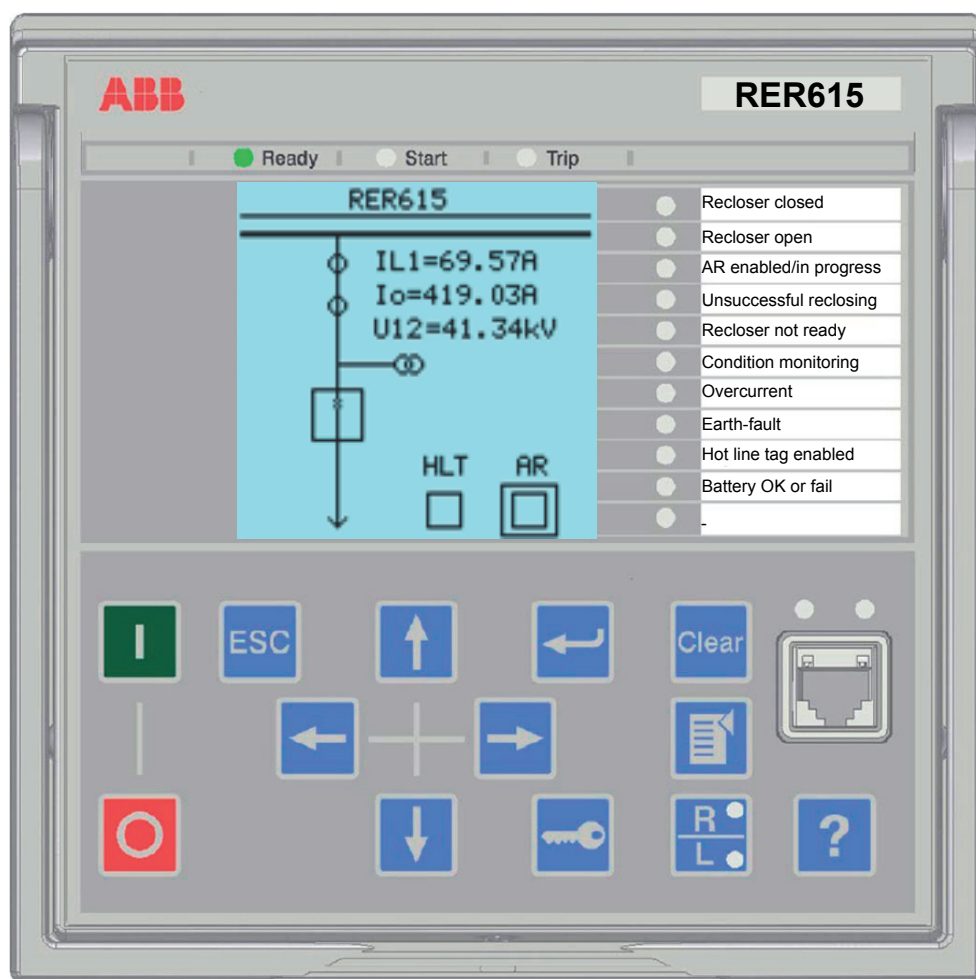 ABB
RER615
Ready
Start
Trip
RER615
IL1=69.57A
Io=419.03A
U12=41.34kV
HLT
AR
Recloser closed
Recloser open
AR enabled/in progress
Unsuccessful reclosing
Recloser not ready
Condition monitoring
Overcurrent
Earth-fault
Hot line tag enabled
Battery OK or fail
-
I
ESC
Clear
O
R
L
?